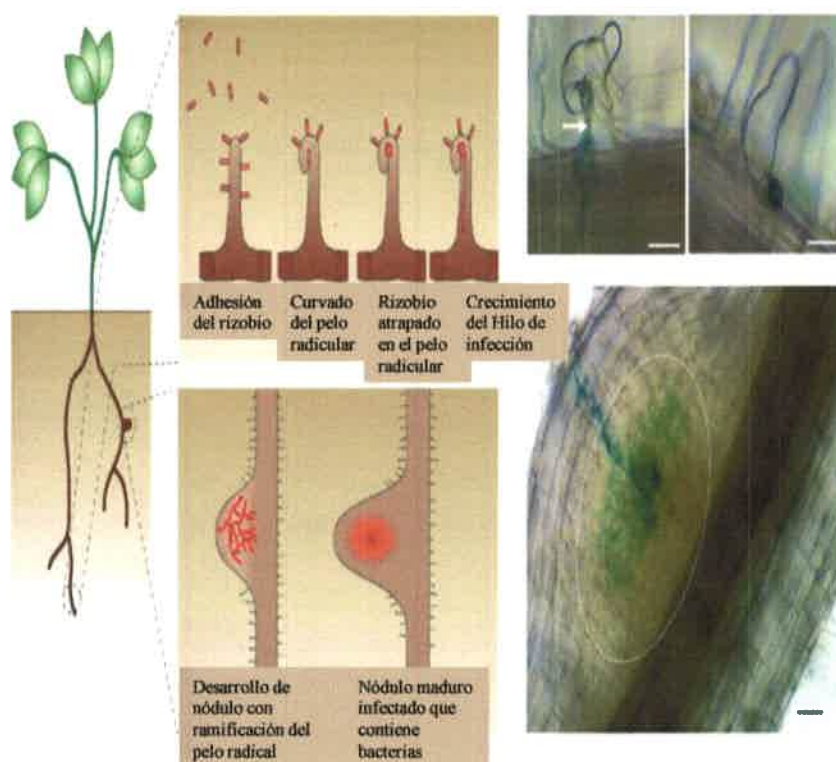 Adhesión
del rizobio
Curvado
del pelo
radicular
Rizobio
atrapado
en el pelo
radicular
Crecimiento
del Hilo de
infección
Desarrollo de
nódulo con
ramificación del
pelo radical
Nódulo maduro
infectado que
contiene
bacterias